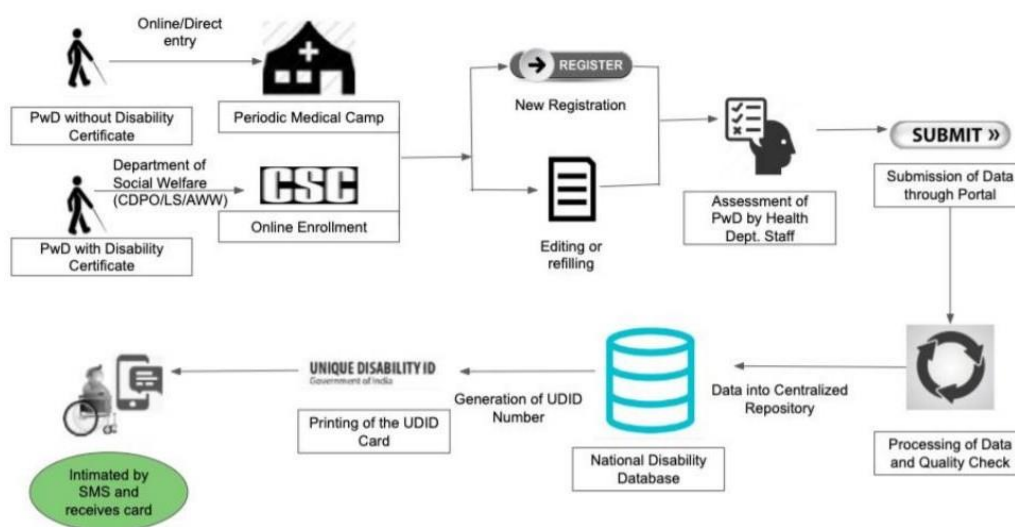 Online/Direct
entry
PwD without Disability
Certificate
Periodic Medical Camp
Department of
Social Welfare
(CDPO/LS/AWW)
PwD with Disability
Certificate
CSC
Online Enrollment
REGISTER
New Registration
Editing or
refilling
Assessment of
PwD by Health
Dept. Staff
SUBMIT »
Submission of Data
through Portal
Processing of Data
and Quality Check
Data into Centralized
Repository
National Disability
Database
Generation of UDID
Number
UNIQUE DISABILITY ID
Government of India
Printing of the UDID
Card
Intimated by
SMS and
receives card